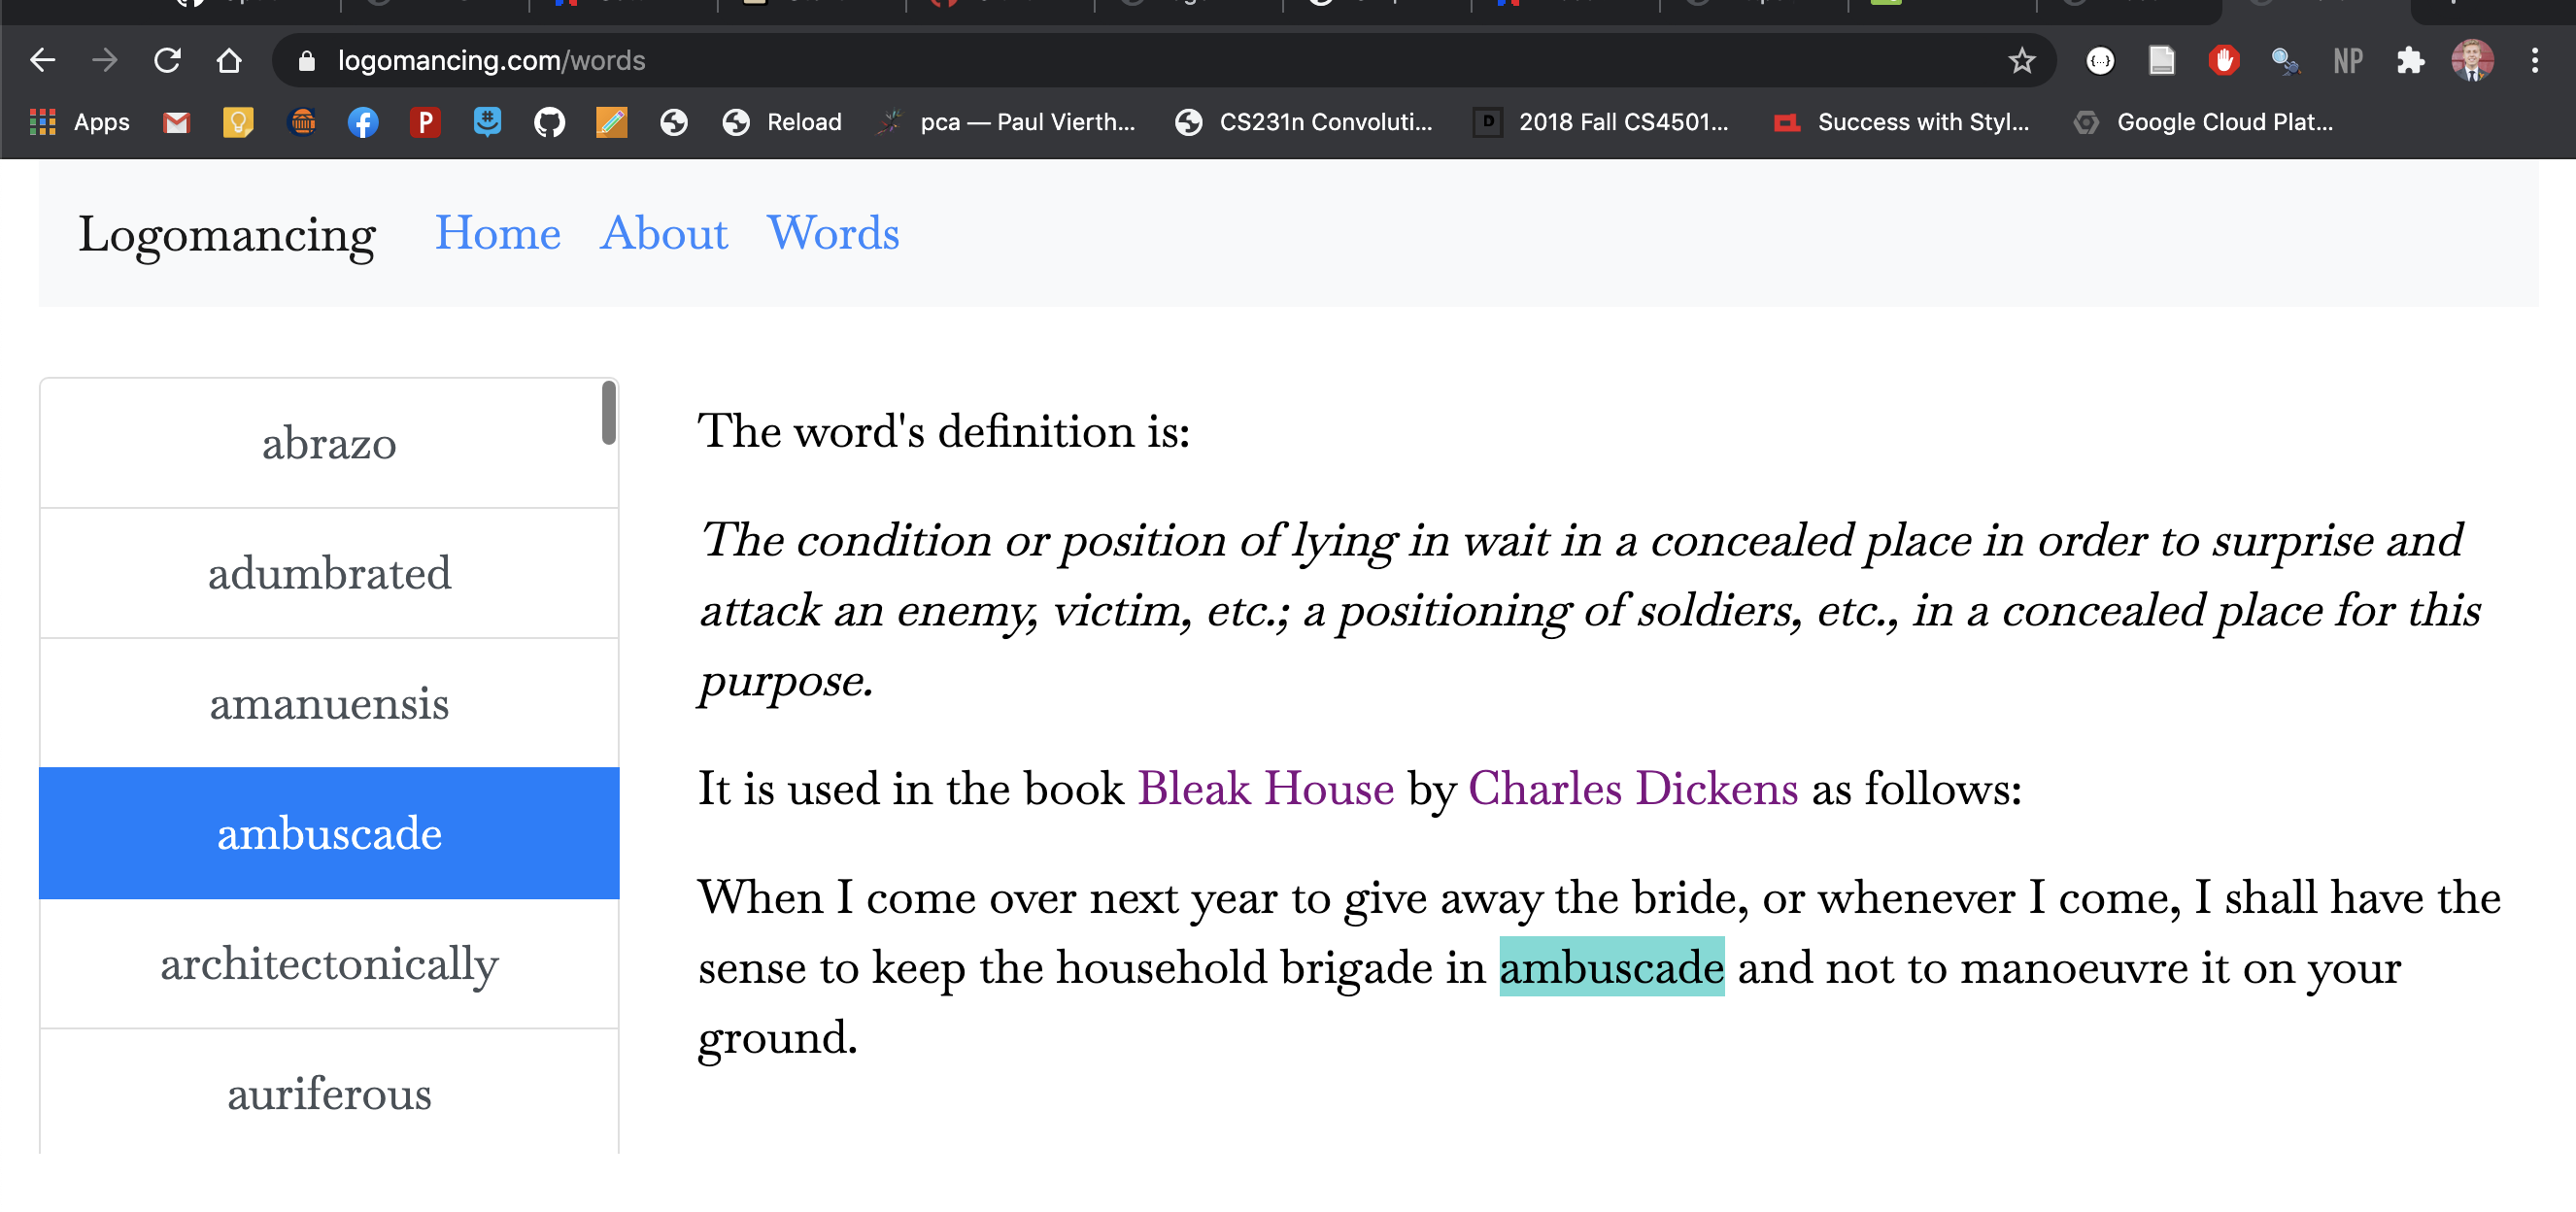 logomancing.com/words
NP
Apps
P
#
Reload
pca — Paul Vierth...
CS231n Convoluti...
D
2018 Fall CS4501...
Success with Styl...
Google Cloud Plat...
Logomancing Home About Words
abrazo
adumbrated
amanuensis
ambuscade
architectonically
auriferous
The word's definition is:
The condition or position of lying in wait in a concealed place in order to surprise and
attack an enemy, victim, etc.; a positioning of soldiers, etc., in a concealed place for this
purpose.
It is used in the book Bleak House by Charles Dickens as follows:
When I come over next year to give away the bride, or whenever I come, I shall have the
sense to keep the household brigade in ambuscade and not to manoeuvre it on your
ground.